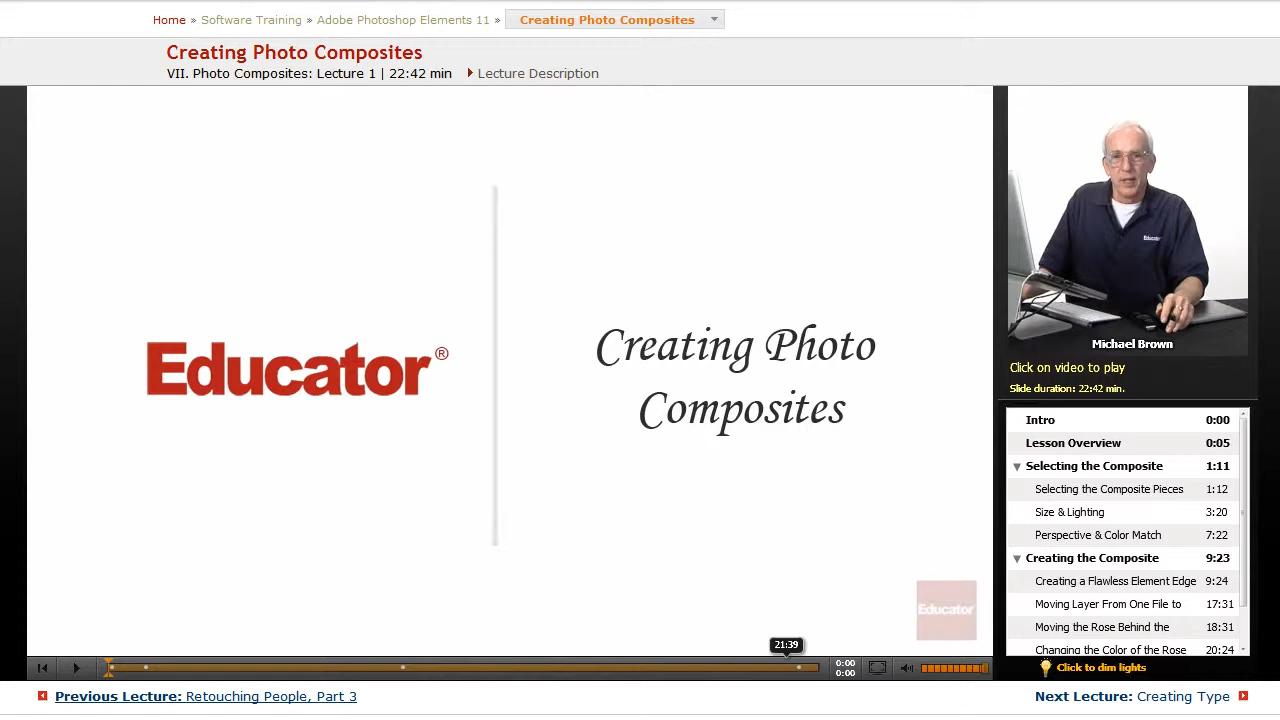 Home » Software Training » Adobe Photoshop Elements 11 » Creating Photo Composites
Creating Photo Composites
VII. Photo Composites: Lecture 1 | 22:42 min Lecture Description
Educator®
Creating Photo
Composites
Educator
Educator
Michael Brown
Click on video to play
Slide duration: 22:42 min.
Intro 0:00
Lesson Overview 0:05
Selecting the Composite 1:11
Selecting the Composite Pieces 1:12
Size & Lighting 3:20
Perspective & Color Match 7:22
Creating the Composite 9:23
Creating a Flawless Element Edge 9:24
Moving Layer From One File to 17:31
Moving the Rose Behind the 18:31
Changing the Color of the Rose 20:24
21:39
0:00
0:00
Click to dim lights
Previous Lecture: Retouching People, Part 3
Next Lecture: Creating Type